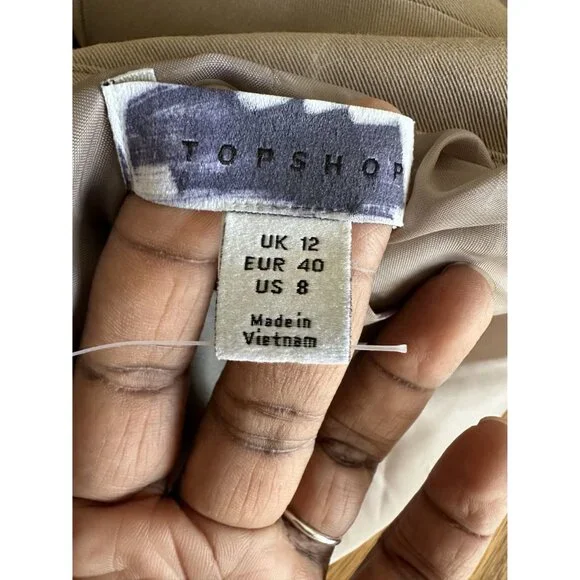 TOPSHOP
UK 12
EUR 40
US 8
Made in
Vietnam